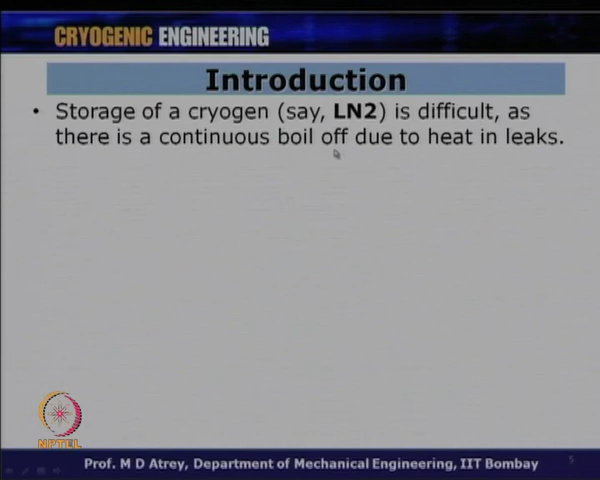 CRYOGENIC ENGINEERING
Introduction
• Storage of a cryogen (say, LN2) is difficult, as
there is a continuous boil off due to heat in leaks.
NPTEL
Prof. M D Atrey, Department of Mechanical Engineering, IIT Bombay
5